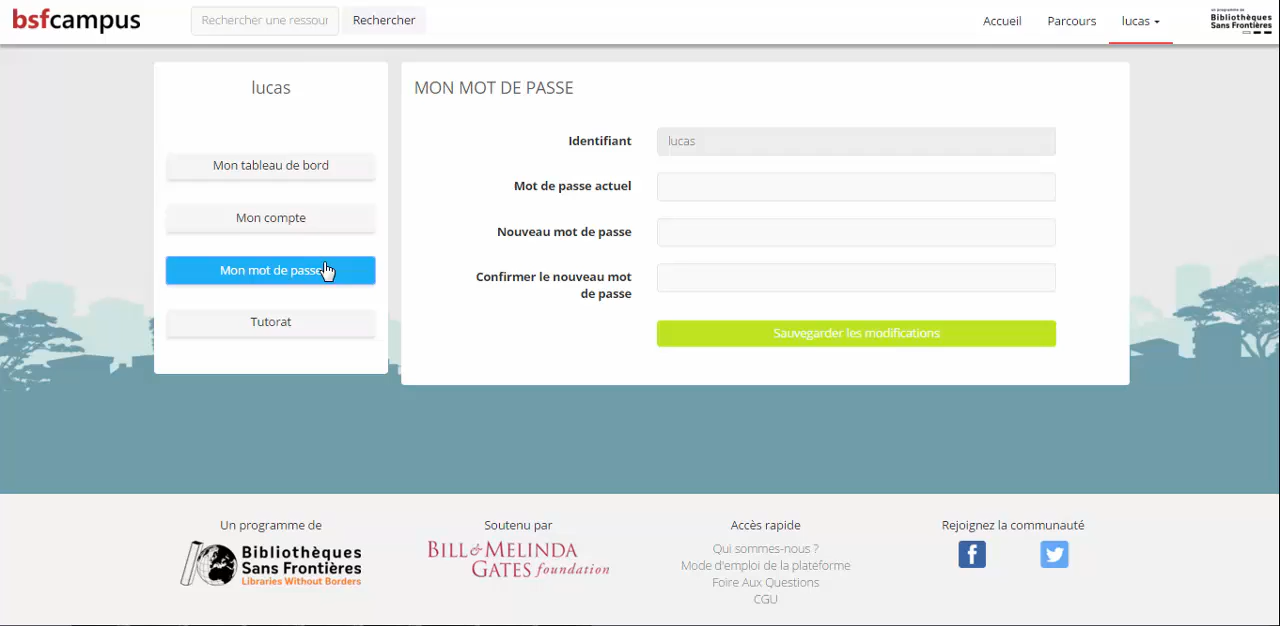 bsfcampus
Rechercher une ressour
Rechercher
Accueil
Parcours
lucas
un programme de
Bibliothèques
Sans Frontières
lucas
Mon tableau de bord
Mon compte
Mon mot de passe
Tutorat
MON MOT DE PASSE
Identifiant
lucas
Mot de passe actuel
Nouveau mot de passe
Confirmer le nouveau mot
de passe
Sauvegarder les modifications
Un programme de
Bibliothèques
Sans Frontières
Libraries Without Borders
Soutenu par
BILL & MELINDA
GATES foundation
Accès rapide
Qui sommes-nous ?
Mode d'emploi de la plateforme
Foire Aux Questions
CGU
Rejoignez la communauté